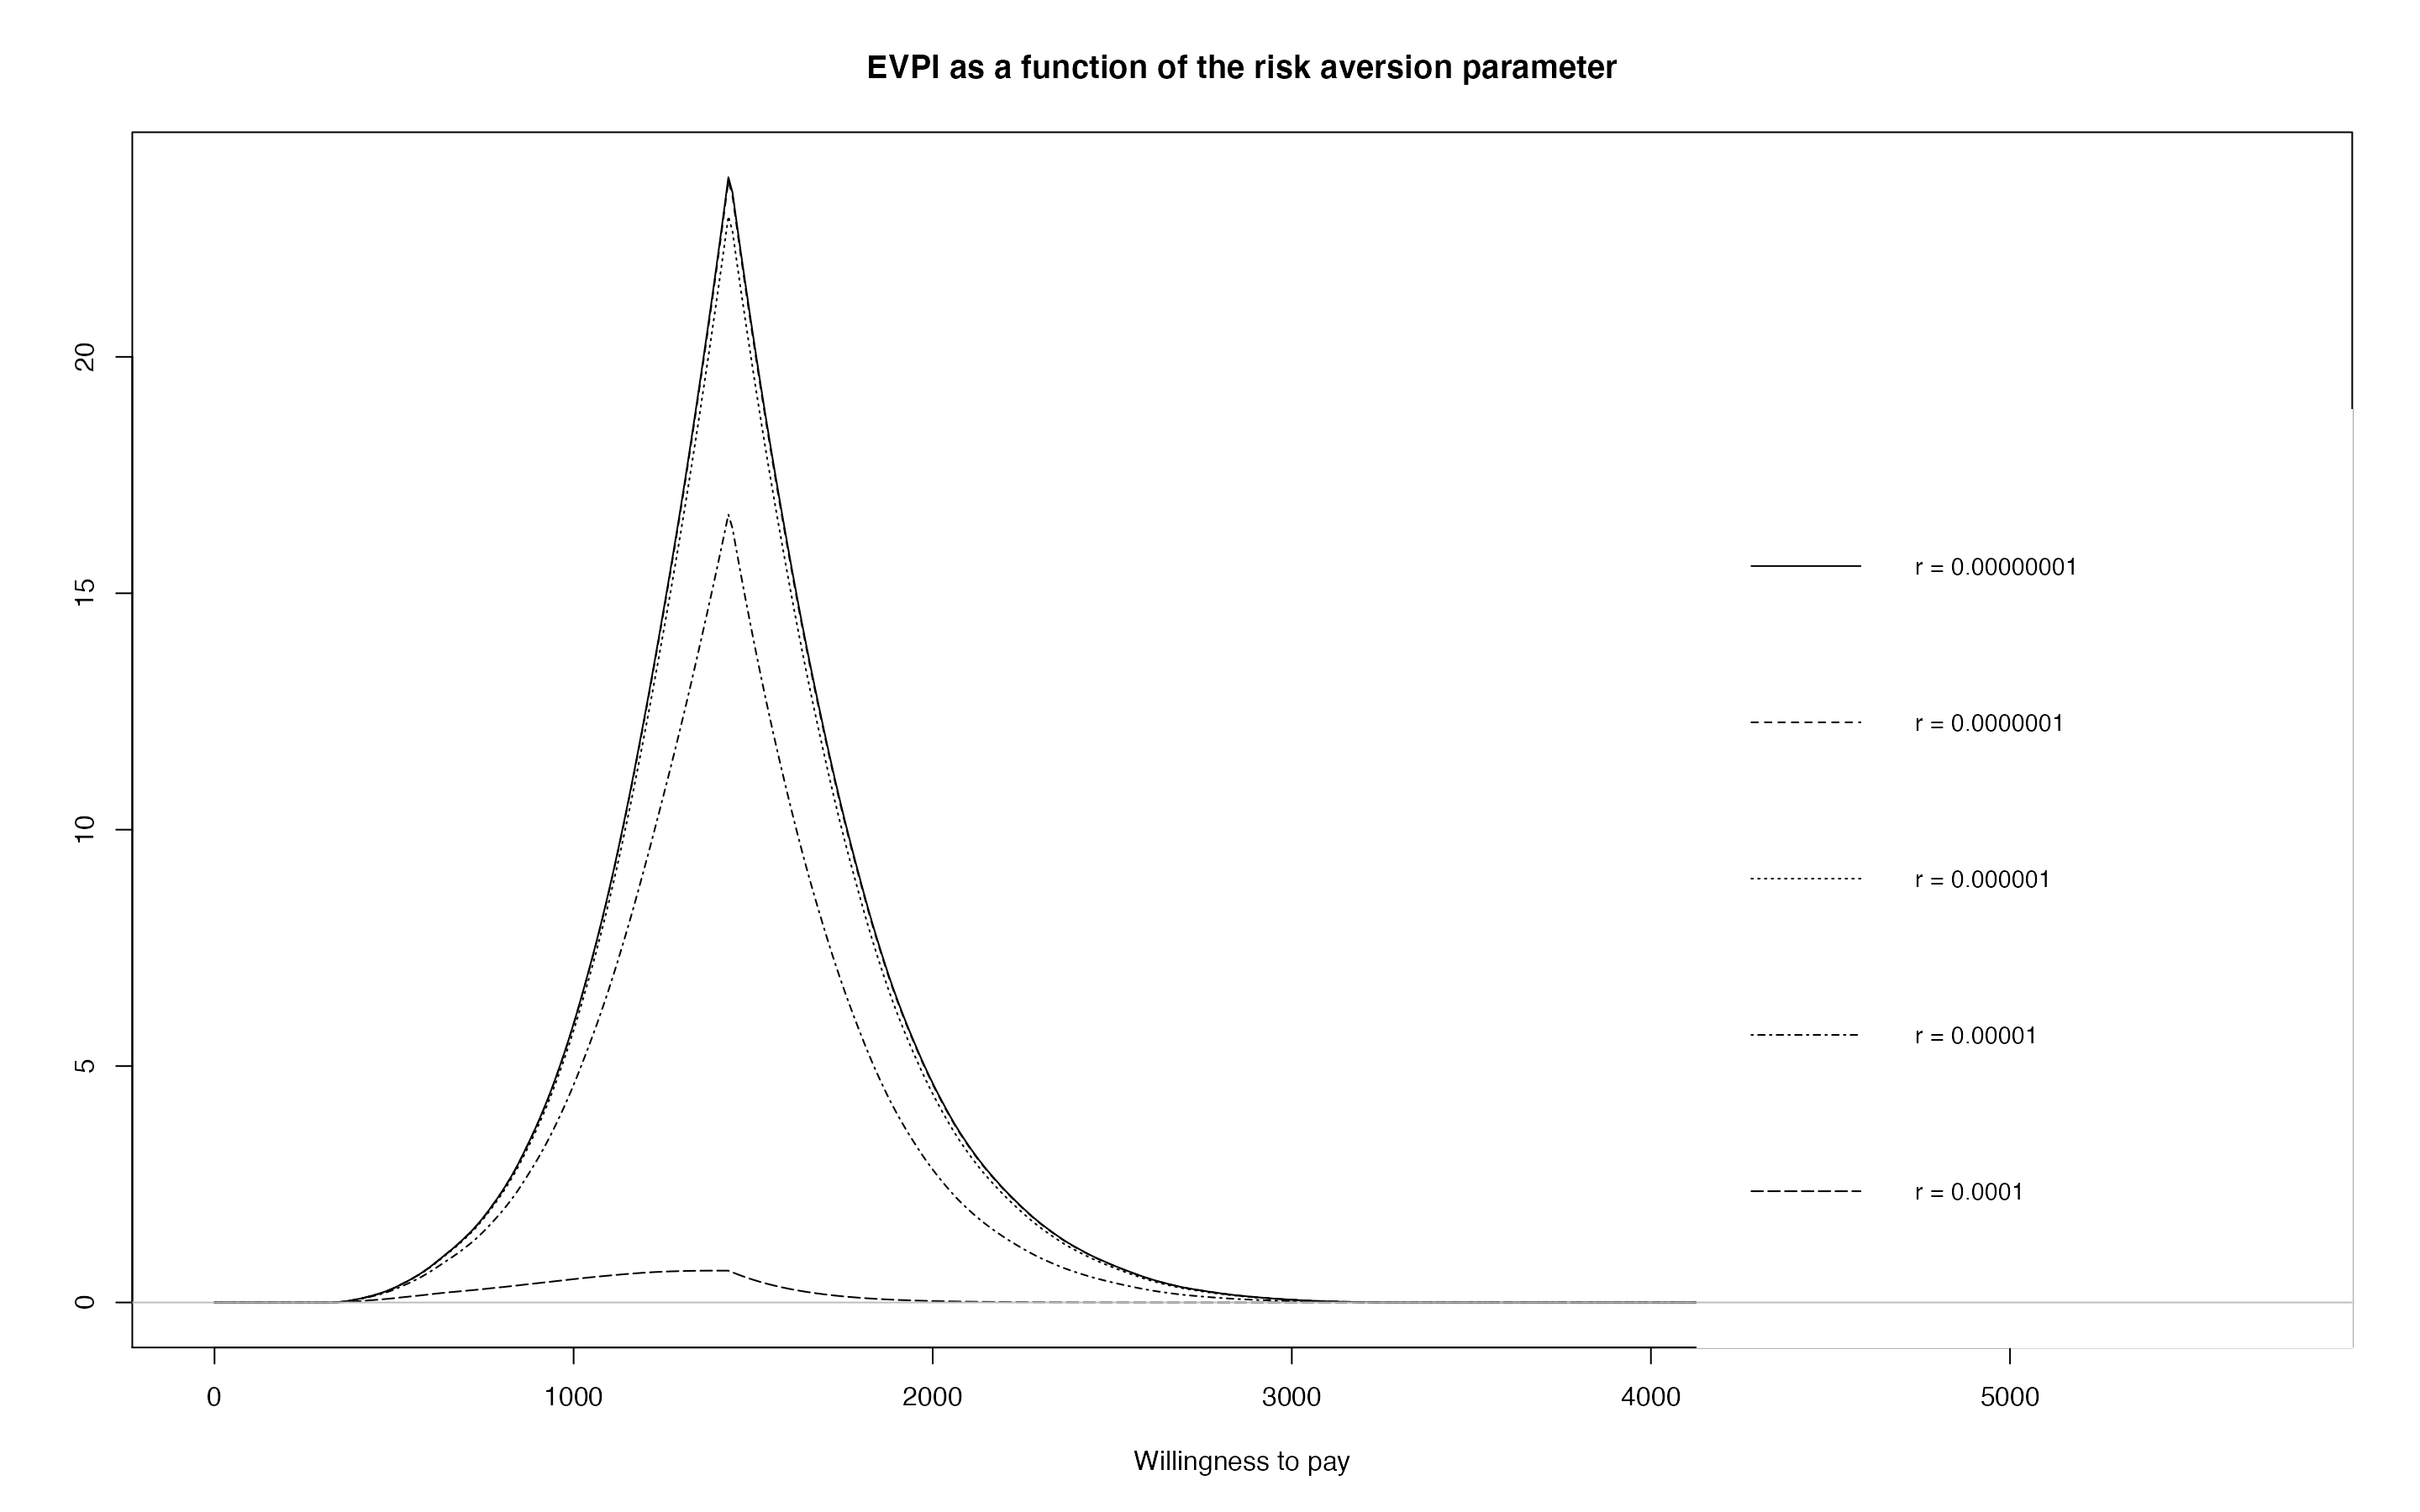 EVPI as a function of the risk aversion parameter
20
15
10
5
0
r = 0.00000001
r = 0.0000001
r = 0.000001
r = 0.00001
r = 0.0001
0 1000 2000 3000 4000 5000
Willingness to pay